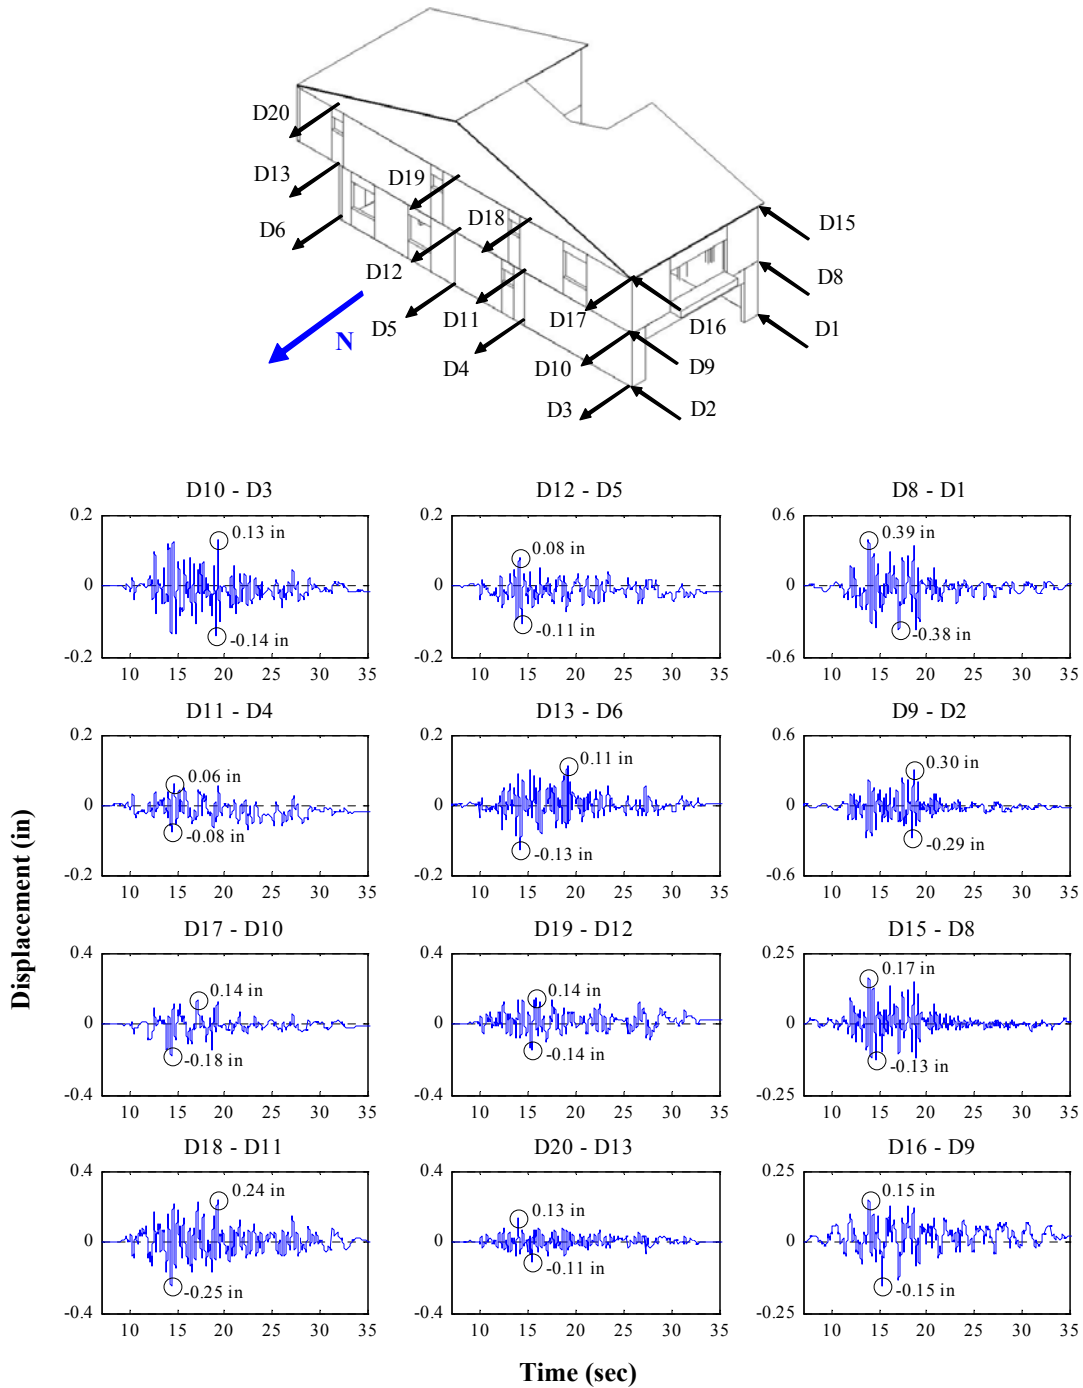 D20
D13
D6
D19
D18
D12
D5
D11
D4
D17
D10
D3
D16
D9
D2
D15
D8
D1
N
Displacement (in)
D10 - D3
0.2
0
-0.2
0.13 in
-0.14 in
10 15 20 25 30 35
D12 - D5
0.2
0
-0.2
0.08 in
-0.11 in
10 15 20 25 30 35
D8 - D1
0.6
0
-0.6
0.39 in
-0.38 in
10 15 20 25 30 35
D11 - D4
0.2
0
-0.2
0.06 in
-0.08 in
10 15 20 25 30 35
D13 - D6
0.2
0
-0.2
0.11 in
-0.13 in
10 15 20 25 30 35
D9 - D2
0.6
0
-0.6
0.30 in
-0.29 in
10 15 20 25 30 35
D17 - D10
0.4
0
-0.4
0.14 in
-0.18 in
10 15 20 25 30 35
D19 - D12
0.4
0
-0.4
0.14 in
-0.14 in
10 15 20 25 30 35
D15 - D8
0.25
0
-0.25
0.17 in
-0.13 in
10 15 20 25 30 35
D18 - D11
0.4
0
-0.4
0.24 in
-0.25 in
10 15 20 25 30 35
D20 - D13
0.4
0
-0.4
0.13 in
-0.11 in
10 15 20 25 30 35
D16 - D9
0.25
0
-0.25
0.15 in
-0.15 in
10 15 20 25 30 35
Time (sec)